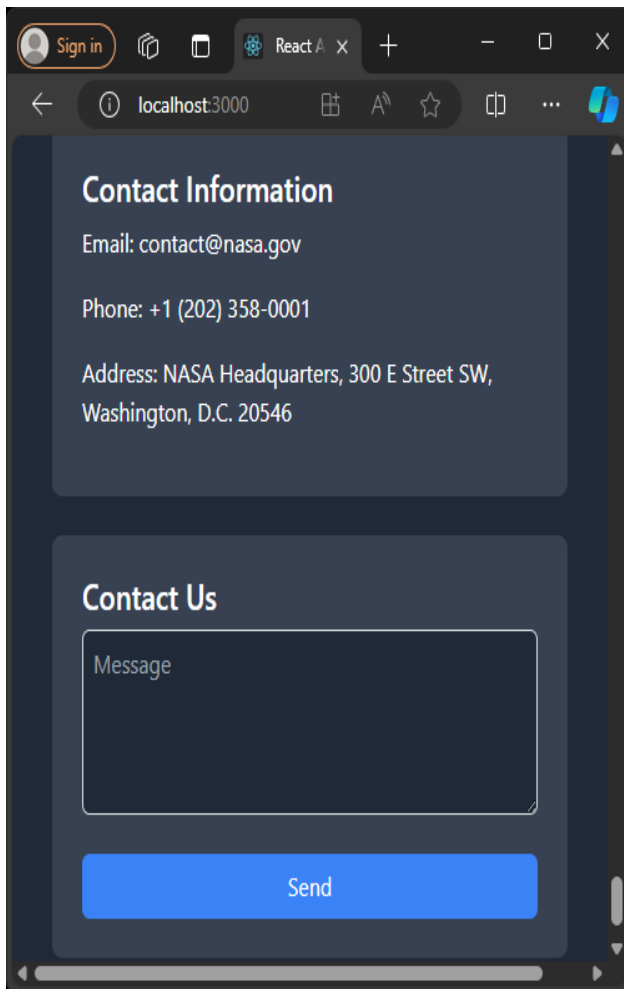 Sign in
React A
localhost:3000
Contact Information
Email: contact@nasa.gov
Phone: +1 (202) 358-0001
Address: NASA Headquarters, 300 E Street SW,
Washington, D.C. 20546
Contact Us
Message
Send